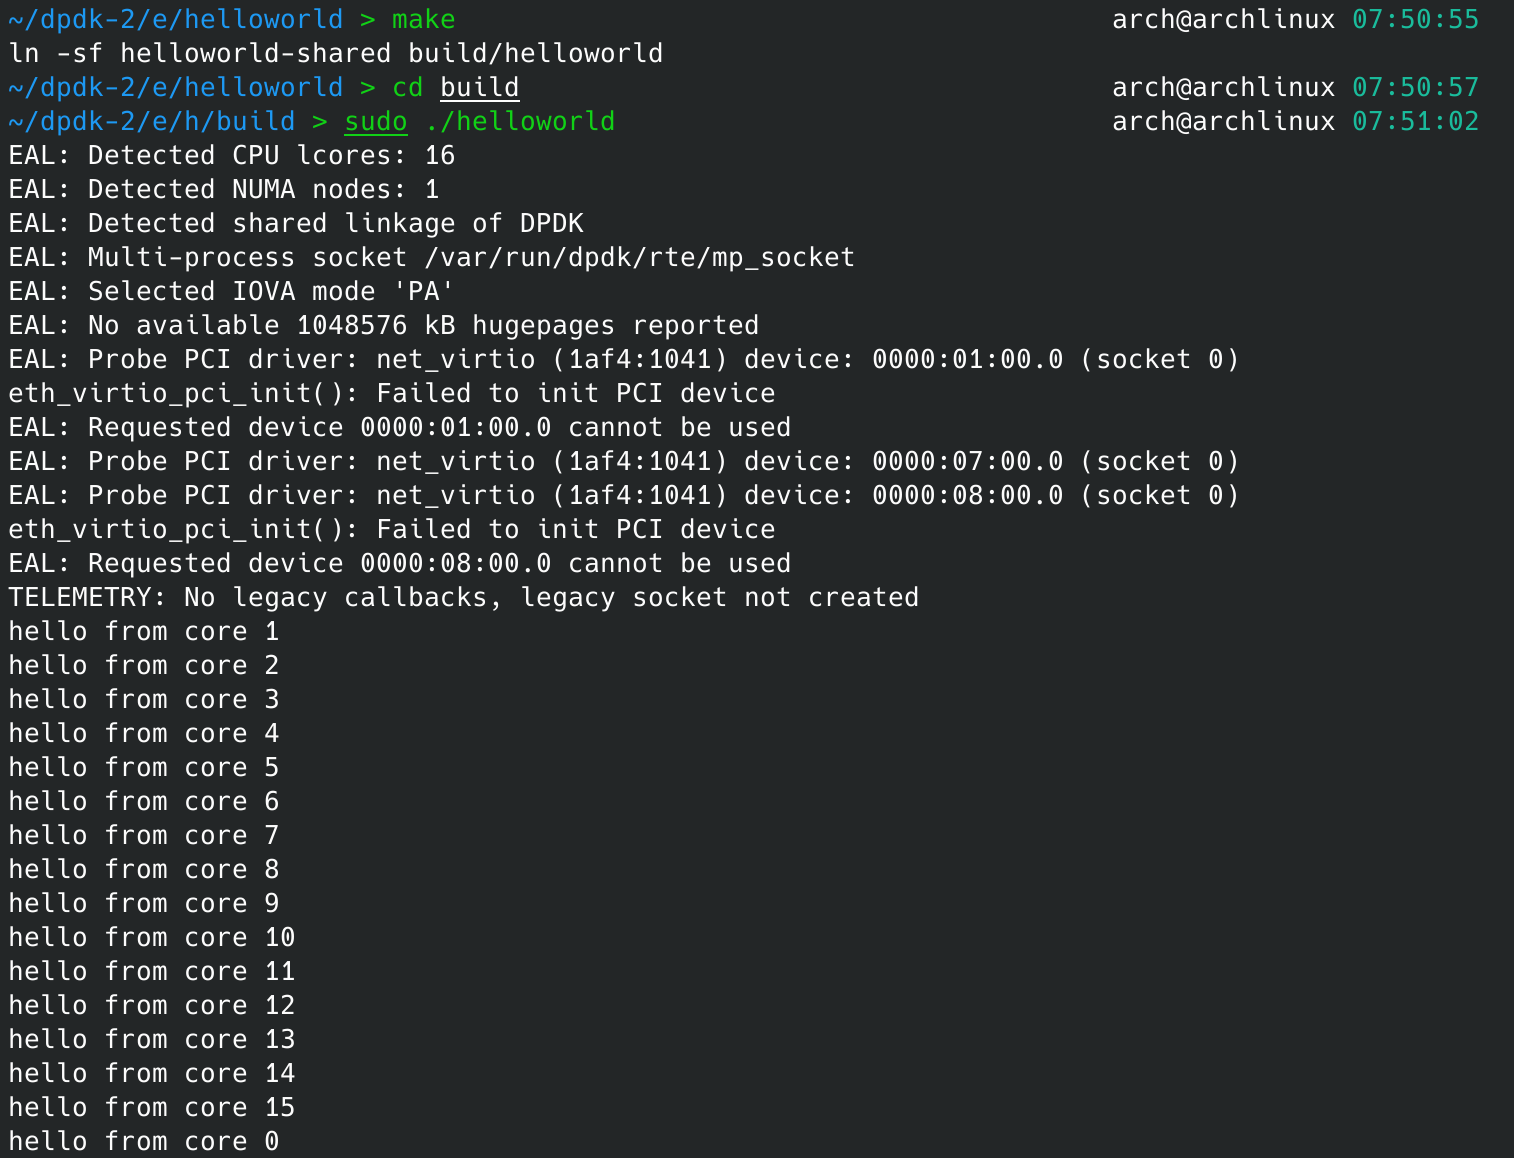 ~/dpdk-2/e/helloworld > make arch@archlinux 07:50:55
ln -sf helloworld-shared build/helloworld
~/dpdk-2/e/helloworld > cd build arch@archlinux 07:50:57
~/dpdk-2/e/h/build > sudo ./helloworld arch@archlinux 07:51:02
EAL: Detected CPU lcores: 16
EAL: Detected NUMA nodes: 1
EAL: Detected shared linkage of DPDK
EAL: Multi-process socket /var/run/dpdk/rte/mp_socket
EAL: Selected IOVA mode 'PA'
EAL: No available 1048576 kB hugepages reported
EAL: Probe PCI driver: net_virtio (1af4:1041) device: 0000:01:00.0 (socket 0)
eth_virtio_pci_init(): Failed to init PCI device
EAL: Requested device 0000:01:00.0 cannot be used
EAL: Probe PCI driver: net_virtio (1af4:1041) device: 0000:07:00.0 (socket 0)
EAL: Probe PCI driver: net_virtio (1af4:1041) device: 0000:08:00.0 (socket 0)
eth_virtio_pci_init(): Failed to init PCI device
EAL: Requested device 0000:08:00.0 cannot be used
TELEMETRY: No legacy callbacks, legacy socket not created
hello from core 1
hello from core 2
hello from core 3
hello from core 4
hello from core 5
hello from core 6
hello from core 7
hello from core 8
hello from core 9
hello from core 10
hello from core 11
hello from core 12
hello from core 13
hello from core 14
hello from core 15
hello from core 0